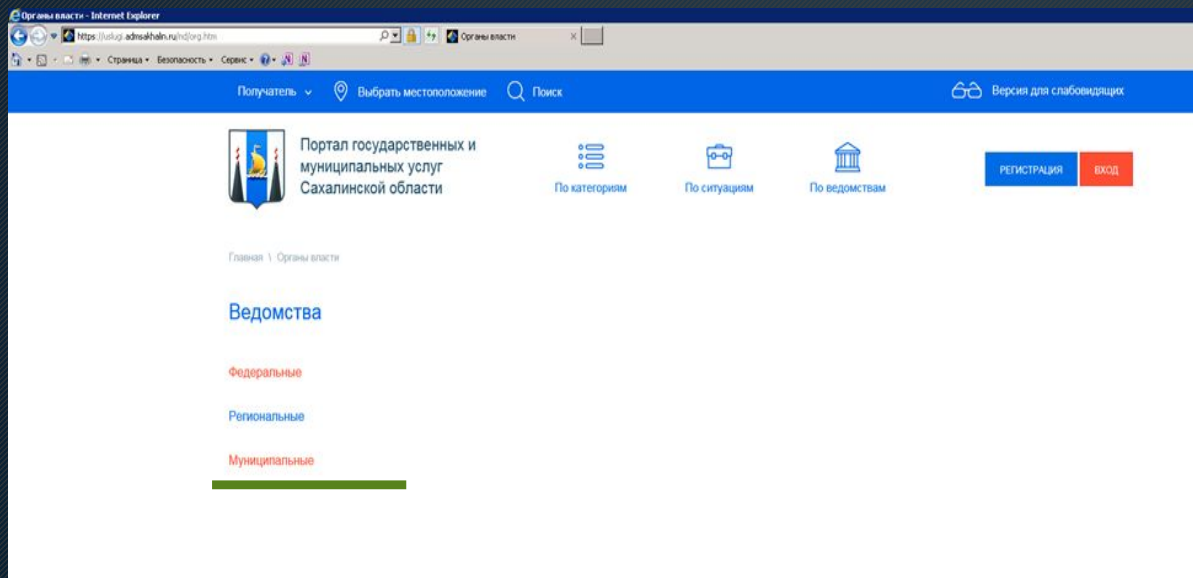 Органы власти - Internet Explorer
https://uslugi.admsakhalin.ru/nd/org.htm
Органы власти
Страница
Безопасность
Сервис
Получатель
Выбрать местоположение
Поиск
Версия для слабовидящих
Портал государственных и
муниципальных услуг
Сахалинской области
По категориям
По ситуациям
По ведомствам
РЕГИСТРАЦИЯ
ВХОД
Главная \ Органы власти
Ведомства
Федеральные
Региональные
Муниципальные